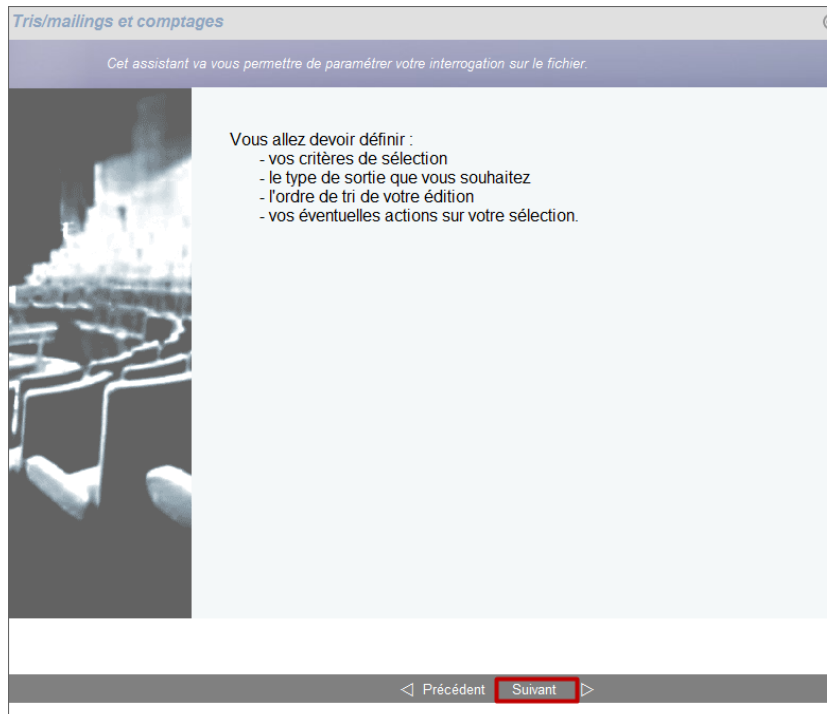 Tris/mailings et comptages
Cet assistant va vous permettre de paramétrer votre interrogation sur le fichier.
Vous allez devoir définir :
- vos critères de sélection
- le type de sortie que vous souhaitez
- l'ordre de tri de votre édition
- vos éventuelles actions sur votre sélection.
Précédent Suivant